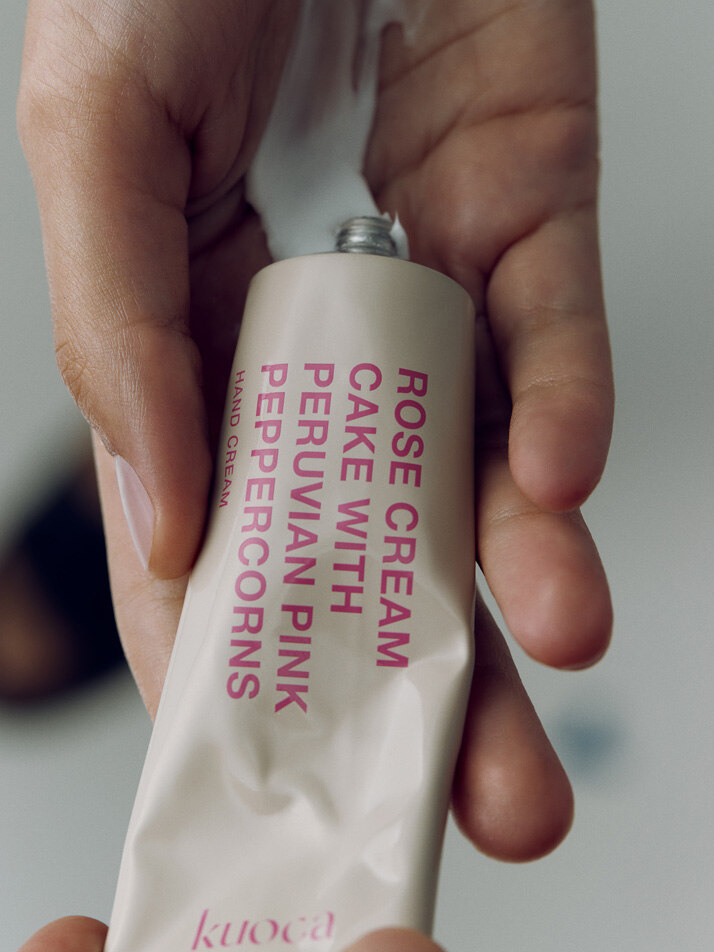 ROSE CREAM
CAKE WITH
PERUVIAN PINK
PEPPERCORNS
HAND CREAM
kuoca